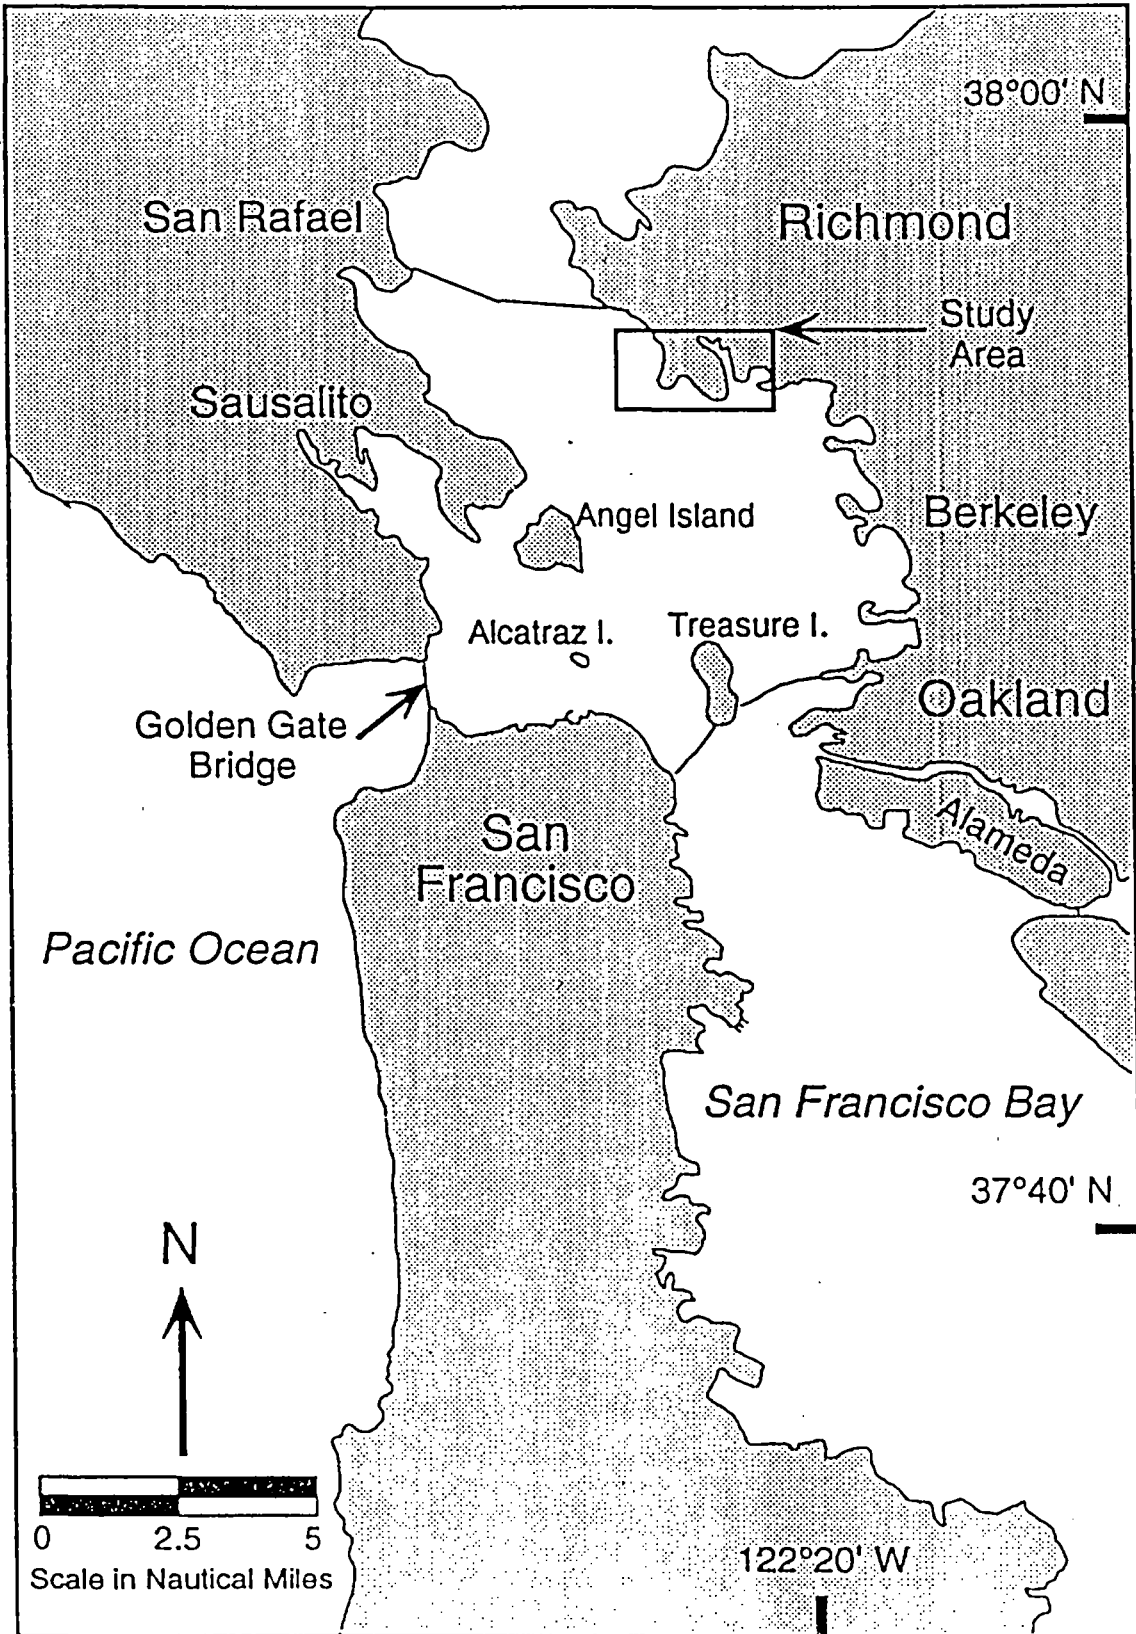 38°00' N
San Rafael
Richmond
Study
Area
Sausalito
Angel Island
Berkeley
Alcatraz I.
Treasure I.
Golden Gate
Bridge
Oakland
San
Francisco
Alameda
Pacific Ocean
San Francisco Bay
37°40' N
N
0 2.5 5
Scale in Nautical Miles
122°20' W